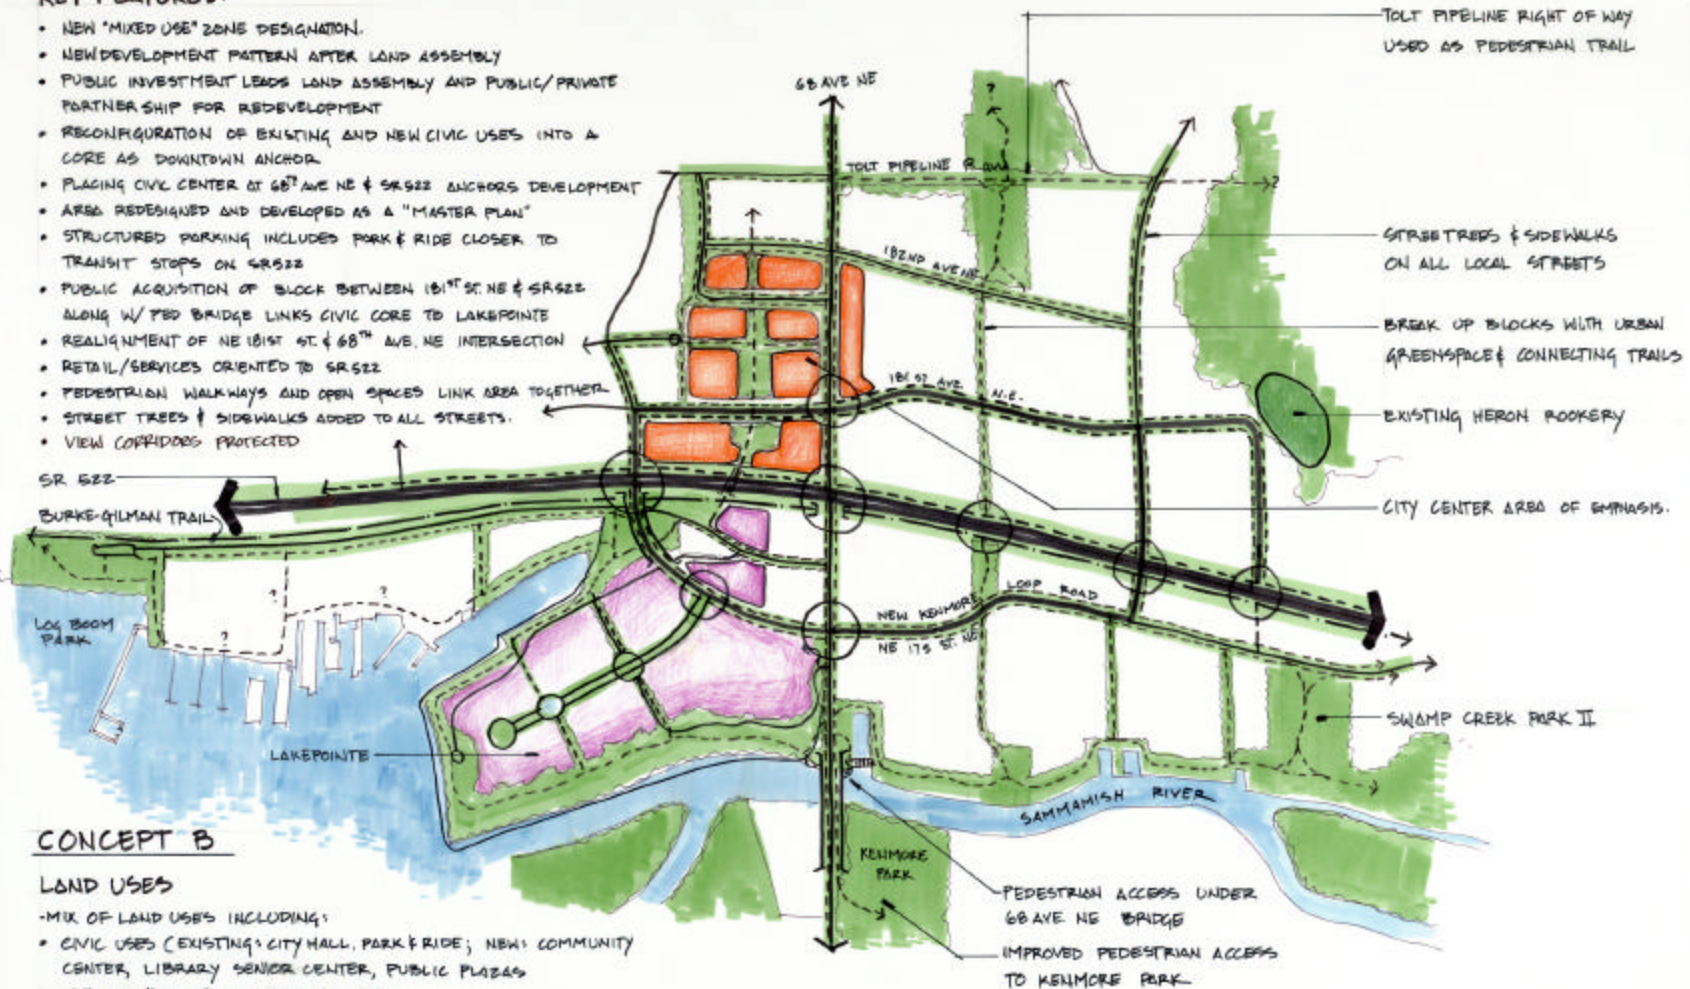 KEY FEATURES:
• NEW "MIXED USE" ZONE DESIGNATION.
• NEW DEVELOPMENT PATTERN AFTER LAND ASSEMBLY
• PUBLIC INVESTMENT LEADS LAND ASSEMBLY AND PUBLIC/PRIVATE
PARTNERSHIP FOR REDEVELOPMENT
• RECONFIGURATION OF EXISTING AND NEW CIVIC USES INTO A
CORE AS DOWNTOWN ANCHOR
• PLACING CIVIC CENTER AT 68TH AVE NE & SR522 ANCHORS DEVELOPMENT
• AREA REDESIGNED AND DEVELOPED AS A "MASTER PLAN"
• STRUCTURED PARKING INCLUDES PARK & RIDE CLOSER TO
TRANSIT STOPS ON SR522
• PUBLIC ACQUISITION OF BLOCK BETWEEN 181ST ST. NE & SR522
ALONG W/ PED BRIDGE LINKS CIVIC CORE TO LAKEPOINTE
• REALIGNMENT OF NE 181ST ST. & 68TH AVE. NE INTERSECTION
• RETAIL/SERVICES ORIENTED TO SR522
• PEDESTRIAN WALKWAYS AND OPEN SPACES LINK AREA TOGETHER
• STREET TREES & SIDEWALKS ADDED TO ALL STREETS.
• VIEW CORRIDORS PROTECTED
SR 522
BURKE-GILMAN TRAIL
LOG BOOM
PARK
?
?
?
LAKEPOINTE
68 AVE NE
?
TOLT PIPELINE R.O.W
?
182ND AVE NE
181 ST AVE N.E.
NEW KENMORE LOOP ROAD
NE 175 ST. NE
SAMMAMISH RIVER
KENMORE
PARK
TOLT PIPELINE RIGHT OF WAY
USED AS PEDESTRIAN TRAIL
STREETREES & SIDEWALKS
ON ALL LOCAL STREETS
BREAK UP BLOCKS WITH URBAN
GREENSPACE & CONNECTING TRAILS
EXISTING HERON ROOKERY
CITY CENTER AREA OF EMPHASIS.
SWAMP CREEK PARK II
PEDESTRIAN ACCESS UNDER
68 AVE NE BRIDGE
IMPROVED PEDESTRIAN ACCESS
TO KENMORE PARK
CONCEPT B
LAND USES
-MIX OF LAND USES INCLUDING:
• CIVIC USES (EXISTING: CITY HALL, PARK & RIDE; NEW: COMMUNITY
CENTER, LIBRARY SENIOR CENTER, PUBLIC PLAZAS